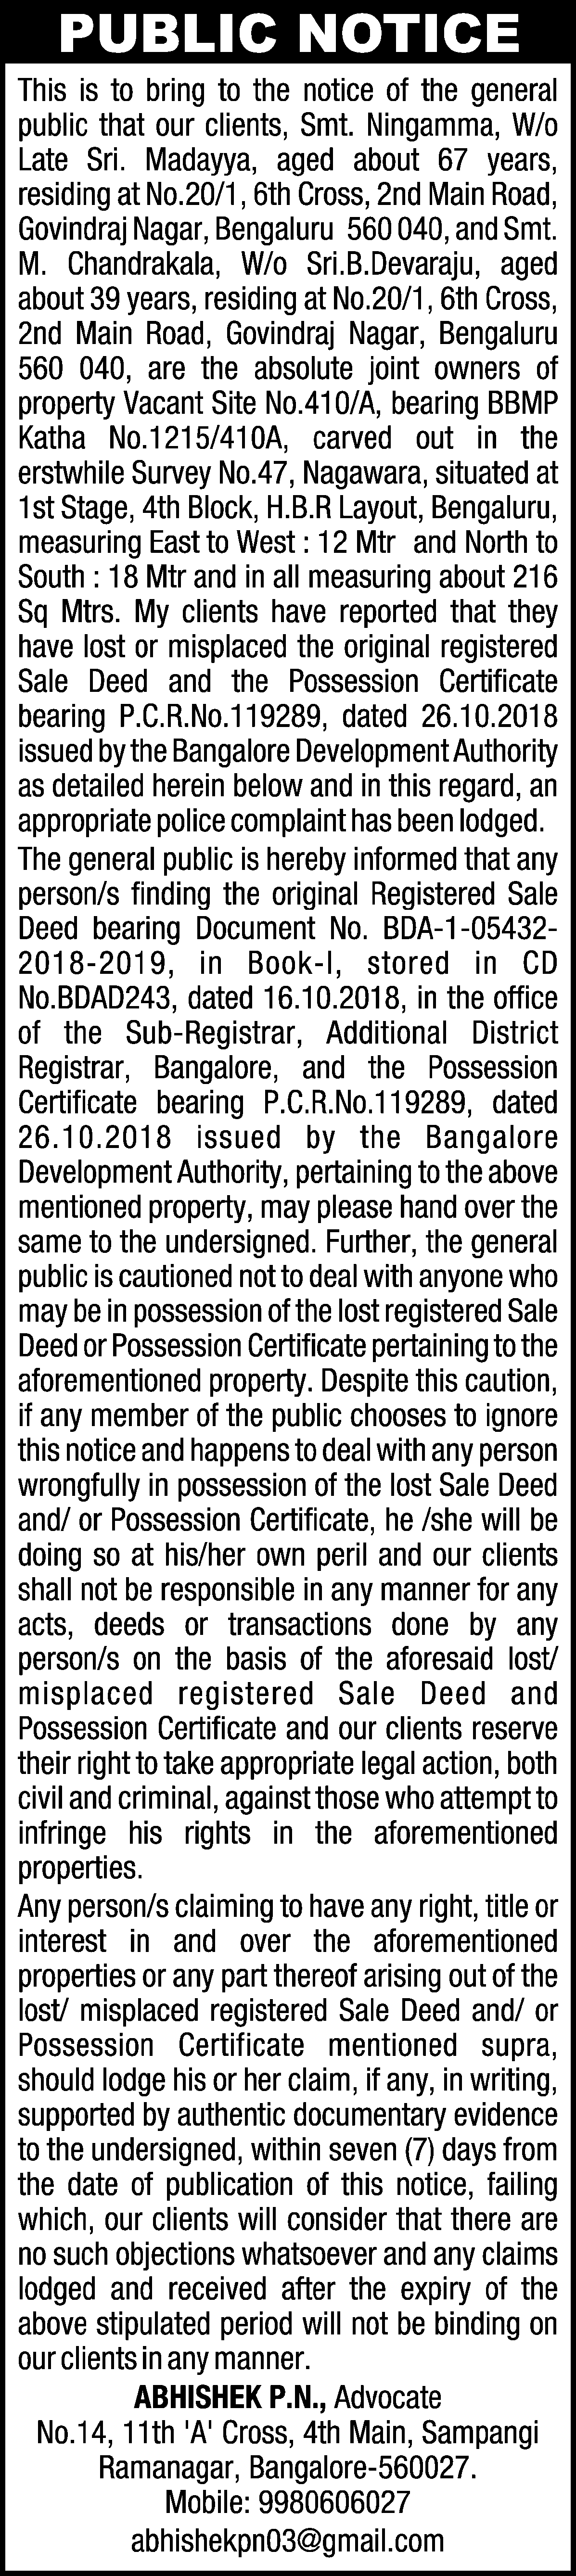 PUBLIC NOTICE
This is to bring to the notice of the general
public that our clients, Smt. Ningamma, W/o
Late Sri. Madayya, aged about 67 years,
residing at No.20/1, 6th Cross, 2nd Main Road,
Govindraj Nagar, Bengaluru 560 040, and Smt.
M. Chandrakala, W/o Sri.B.Devaraju, aged
about 39 years, residing at No.20/1, 6th Cross,
2nd Main Road, Govindraj Nagar, Bengaluru
560 040, are the absolute joint owners of
property Vacant Site No.410/A, bearing BBMP
Katha No.1215/410A, carved out in the
erstwhile Survey No.47, Nagawara, situated at
1st Stage, 4th Block, H.B.R Layout, Bengaluru,
measuring East to West : 12 Mtr and North to
South : 18 Mtr and in all measuring about 216
Sq Mtrs. My clients have reported that they
have lost or misplaced the original registered
Sale Deed and the Possession Certificate
bearing P.C.R.No.119289, dated 26.10.2018
issued by the Bangalore Development Authority
as detailed herein below and in this regard, an
appropriate police complaint has been lodged.
The general public is hereby informed that any
person/s finding the original Registered Sale
Deed bearing Document No. BDA-1-05432-
2018-2019, in Book-I, stored in CD
No.BDAD243, dated 16.10.2018, in the office
of the Sub-Registrar, Additional District
Registrar, Bangalore, and the Possession
Certificate bearing P.C.R.No.119289, dated
26.10.2018 issued by the Bangalore
Development Authority, pertaining to the above
mentioned property, may please hand over the
same to the undersigned. Further, the general
public is cautioned not to deal with anyone who
may be in possession of the lost registered Sale
Deed or Possession Certificate pertaining to the
aforementioned property. Despite this caution,
if any member of the public chooses to ignore
this notice and happens to deal with any person
wrongfully in possession of the lost Sale Deed
and/ or Possession Certificate, he /she will be
doing so at his/her own peril and our clients
shall not be responsible in any manner for any
acts, deeds or transactions done by any
person/s on the basis of the aforesaid lost/
misplaced registered Sale Deed and
Possession Certificate and our clients reserve
their right to take appropriate legal action, both
civil and criminal, against those who attempt to
infringe his rights in the aforementioned
properties.
Any person/s claiming to have any right, title or
interest in and over the aforementioned
properties or any part thereof arising out of the
lost/ misplaced registered Sale Deed and/ or
Possession Certificate mentioned supra,
should lodge his or her claim, if any, in writing,
supported by authentic documentary evidence
to the undersigned, within seven (7) days from
the date of publication of this notice, failing
which, our clients will consider that there are
no such objections whatsoever and any claims
lodged and received after the expiry of the
above stipulated period will not be binding on
our clients in any manner.
ABHISHEK P.N., Advocate
No.14, 11th 'A' Cross, 4th Main, Sampangi
Ramanagar, Bangalore-560027.
Mobile: 9980606027
abhishekpn03@gmail.com